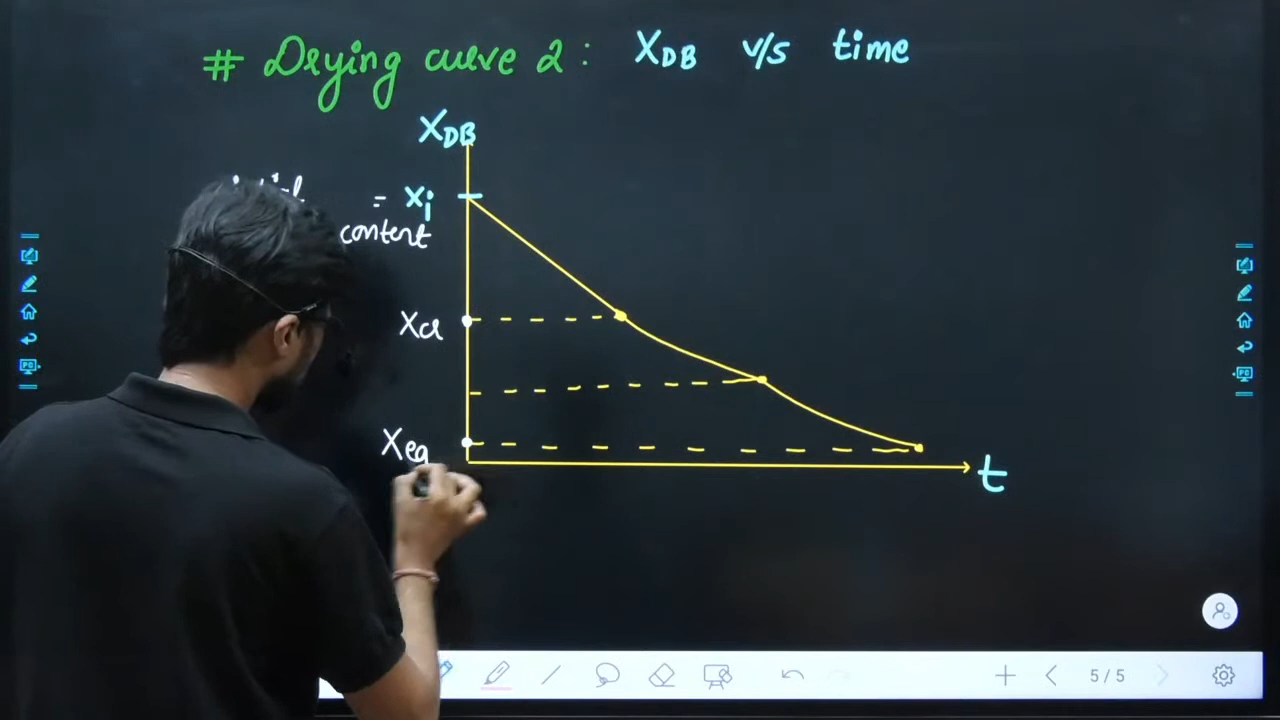 # Drying curve 2 : XDB v/s time
XDB
= Xi
content
Xcr
Xeq
t
5 / 5